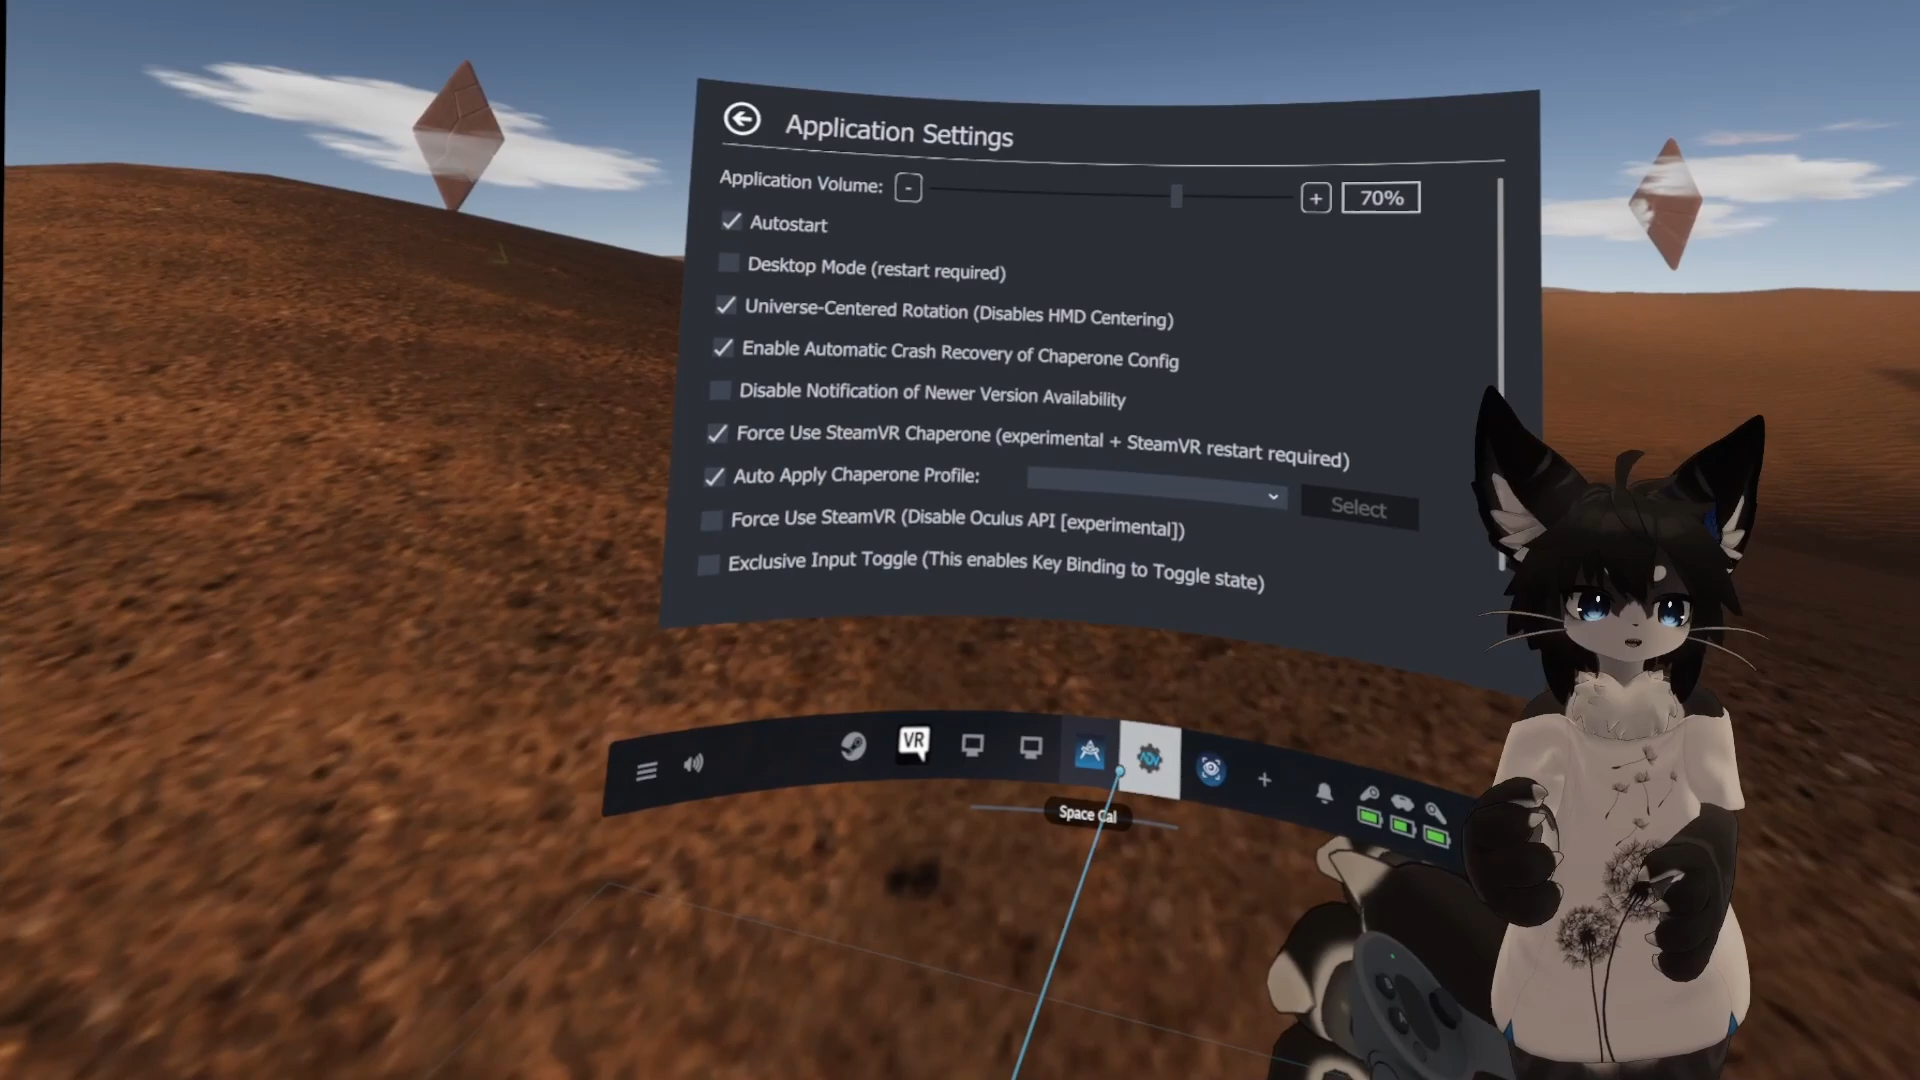 Application Settings
Application Volume: - + 70%
Autostart
Desktop Mode (restart required)
Universe-Centered Rotation (Disables HMD Centering)
Enable Automatic Crash Recovery of Chaperone Config
Disable Notification of Newer Version Availability
Force Use SteamVR Chaperone (experimental + SteamVR restart required)
Auto Apply Chaperone Profile: Select
Force Use SteamVR (Disable Oculus API [experimental])
Exclusive Input Toggle (This enables Key Binding to Toggle state)
VR
ADV
+
Space Cal